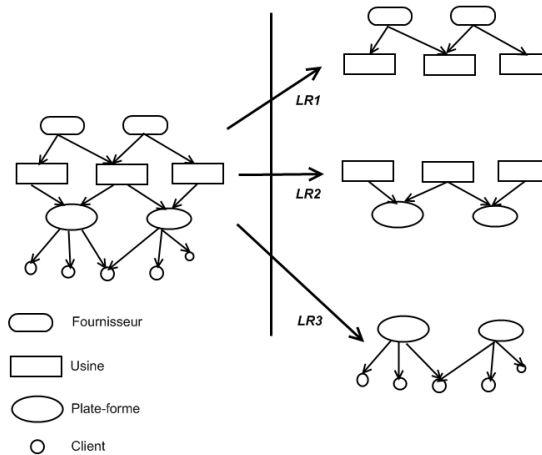 LR1
LR2
LR3
Fournisseur
Usine
Plate-forme
Client